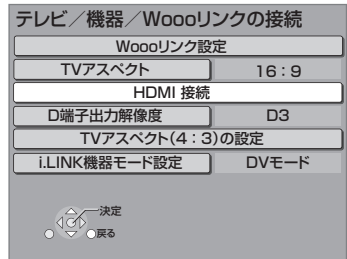 テレビ／機器／Woooリンクの接続
Woooリンク設定
TVアスペクト 16：9
HDMI 接続
D端子出力解像度 D3
TVアスペクト(4：3)の設定
i.LINK機器モード設定 DVモード
決定
戻る